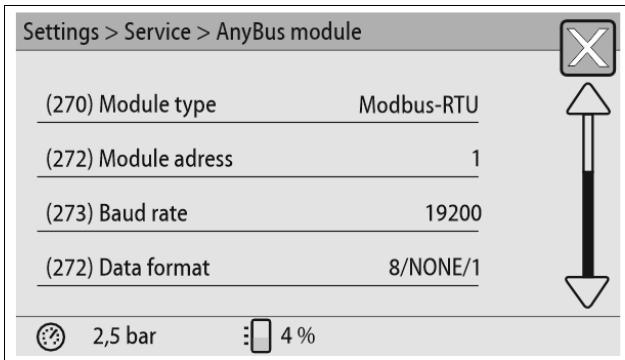 Settings > Service > AnyBus module
(270) Module type Modbus-RTU
(272) Module adress 1
(273) Baud rate 19200
(272) Data format 8/NONE/1
2,5 bar 4 %